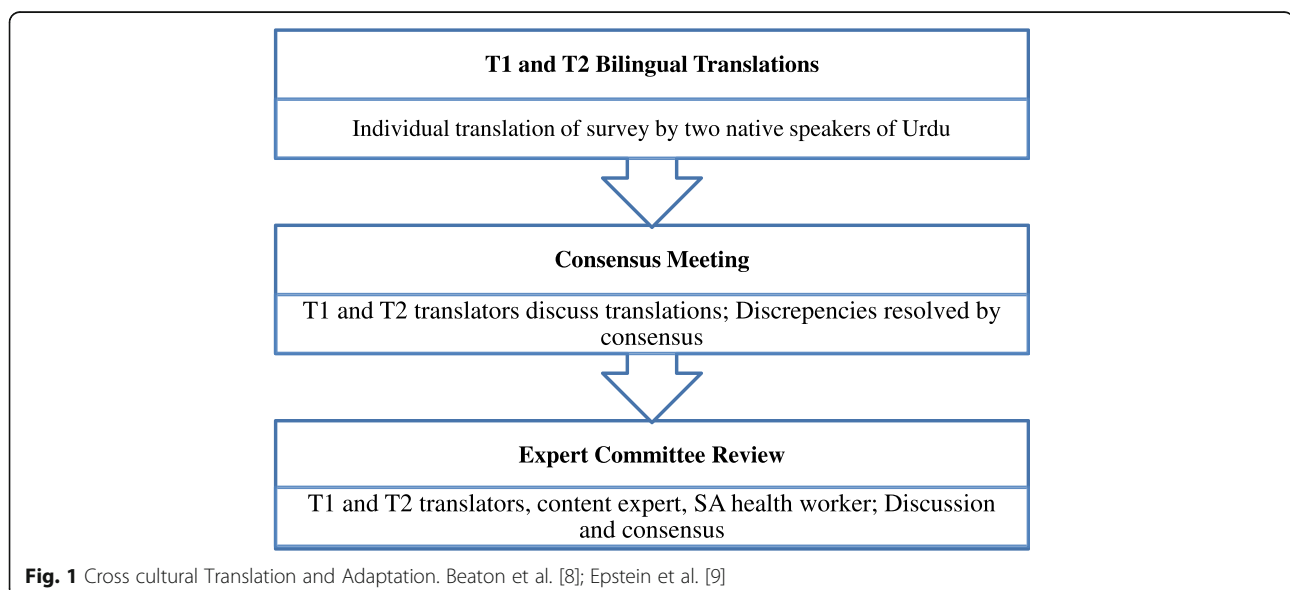 T1 and T2 Bilingual Translations
Individual translation of survey by two native speakers of Urdu
Consensus Meeting
T1 and T2 translators discuss translations; Discrepencies resolved by
consensus
Expert Committee Review
T1 and T2 translators, content expert, SA health worker; Discussion
and consensus
Fig. 1 Cross cultural Translation and Adaptation. Beaton et al. [8]; Epstein et al. [9]